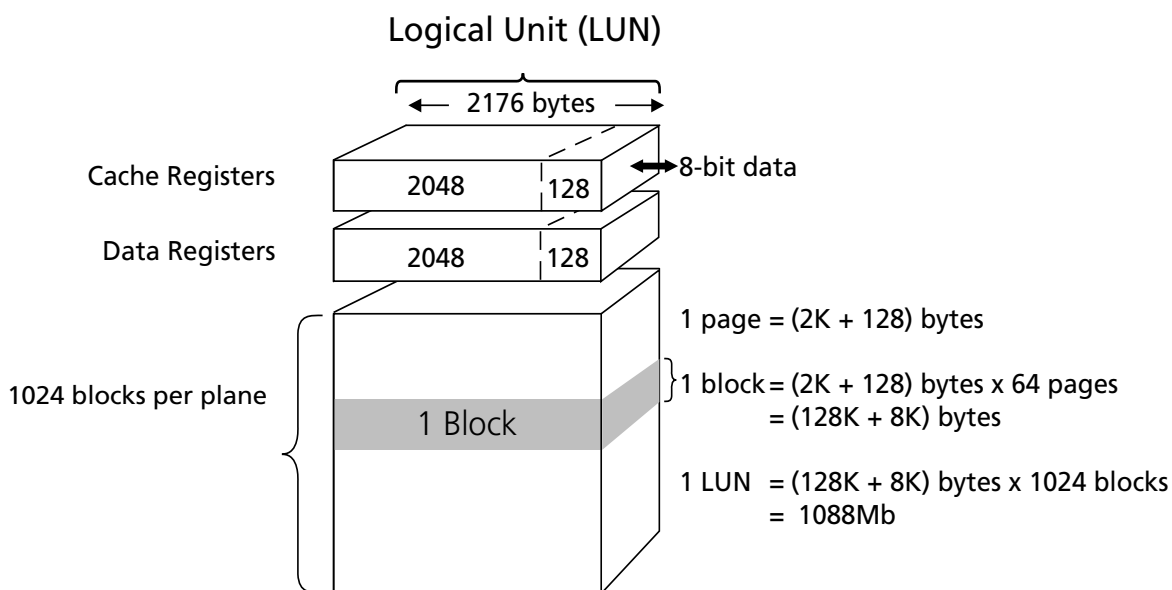 Logical Unit (LUN)
2176 bytes
Cache Registers
2048
128
8-bit data
Data Registers
2048
128
1 page = (2K + 128) bytes
1024 blocks per plane
1 Block
1 block = (2K + 128) bytes x 64 pages
= (128K + 8K) bytes
1 LUN = (128K + 8K) bytes x 1024 blocks
= 1088Mb